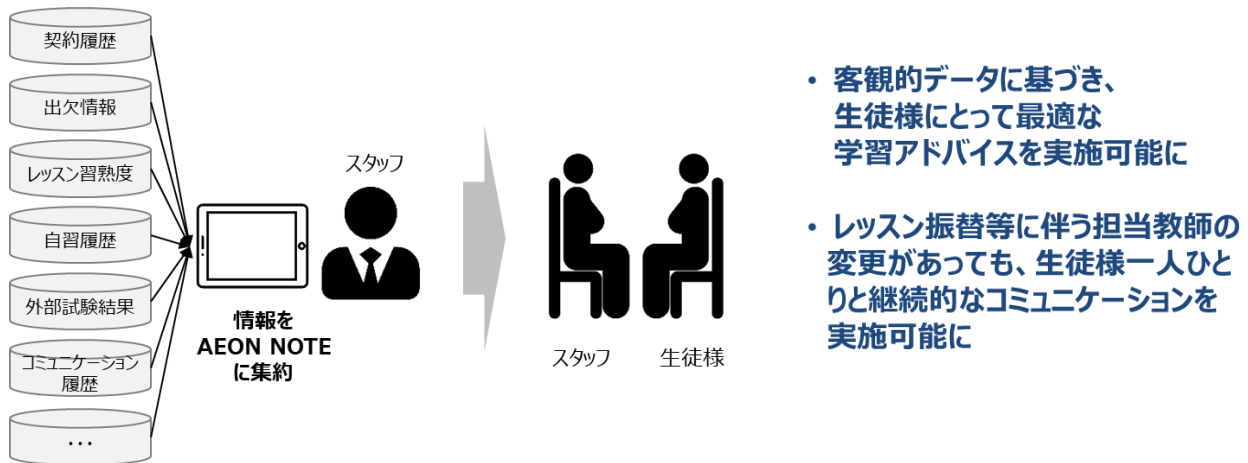 契約履歴
出欠情報
レッスン習熟度
自習履歴
外部試験結果
コミュニケーション
履歴
・・・
スタッフ
情報を
AEON NOTE
に集約
スタッフ
生徒様
・ 客観的データに基づき、
生徒様にとって最適な
学習アドバイスを実施可能に
・ レッスン振替等に伴う担当教師の
変更があっても、生徒様一人ひと
りと継続的なコミュニケーションを
実施可能に